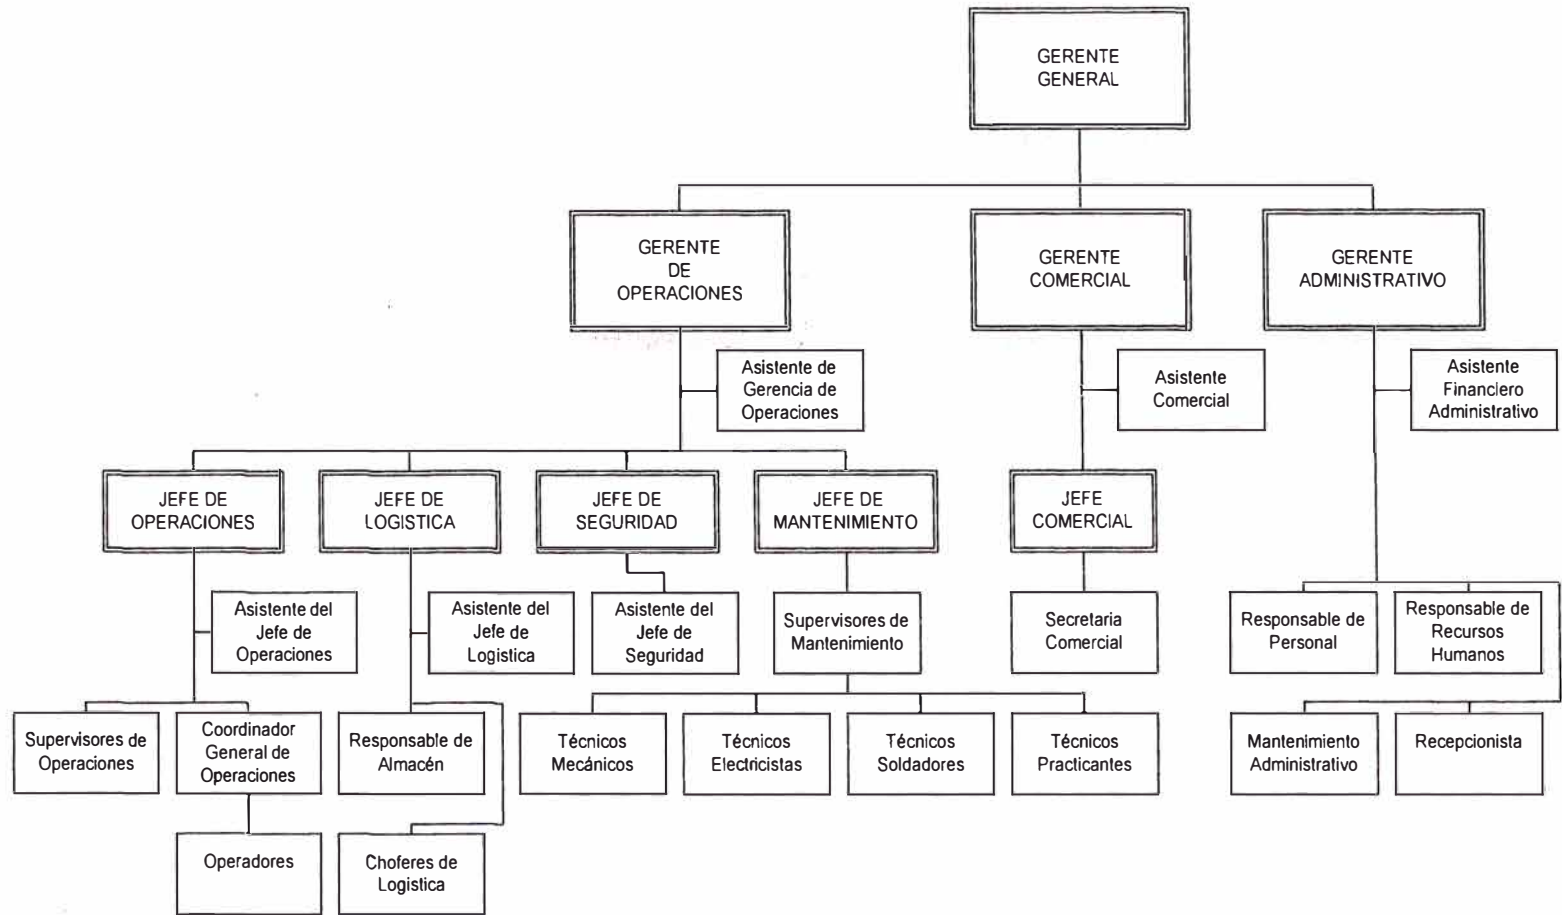 GERENTE
GENERAL
GERENTE
DE
OPERACIONES
GERENTE
COMERCIAL
GERENTE
ADMINISTRATIVO
Asistente de
Gerencia de
Operaciones
Asistente
Comercial
Asistente
Financiero
Administrativo
JEFE DE
OPERACIONES
JEFE DE
LOGISTICA
JEFE DE
SEGURIDAD
JEFE DE
MANTENIMIENTO
JEFE
COMERCIAL
Asistente del
Jefe de
Operaciones
Asistente del
Jefe de
Logistica
Asistente del
Jefe de
Seguridad
Supervisores de
Mantenimiento
Secretaria
Comercial
Responsable de
Personal
Responsable de
Recursos
Humanos
Supervisores de
Operaciones
Coordinador
General de
Operaciones
Responsable de
Almacén
Técnicos
Mecánicos
Técnicos
Electricistas
Técnicos
Soldadores
Técnicos
Practicantes
Mantenimiento
Administrativo
Recepcionista
Operadores
Choferes de
Logistica